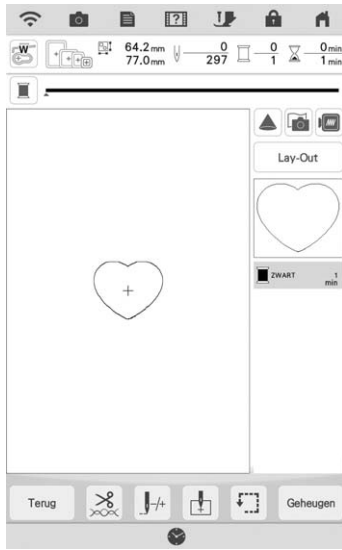 W
64.2 mm
77.0 mm
0
297
0
1
0 min
1 min
Lay-Out
ZWART 1
min
Terug
-/+
Geheugen